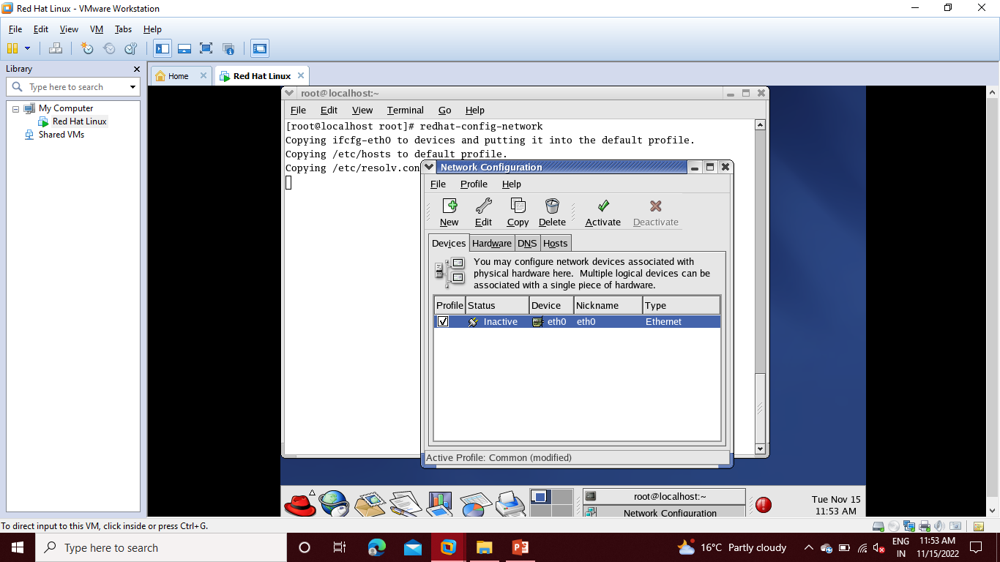 Red Hat Linux - VMware Workstation
File Edit View VM Tabs Help
Library
Type here to search
My Computer
Red Hat Linux
Shared VMs
Home
Red Hat Linux
root@localhost:~
File Edit View Terminal Go Help
[root@localhost root]# redhat-config-network
Copying ifcfg-eth0 to devices and putting it into the default profile.
Copying /etc/hosts to default profile.
Copying /etc/resolv.con
Network Configuration
File Profile Help
New Edit Copy Delete Activate Deactivate
Devices Hardware DNS Hosts
You may configure network devices associated with
physical hardware here. Multiple logical devices can be
associated with a single piece of hardware.
Profile Status Device Nickname Type
Inactive eth0 eth0 Ethernet
Active Profile: Common (modified)
root@localhost:~
Network Configuration
Tue Nov 15
11:53 AM
To direct input to this VM, click inside or press Ctrl+G.
Type here to search
16°C Partly cloudy
ENG
IN
11:53 AM
11/15/2022